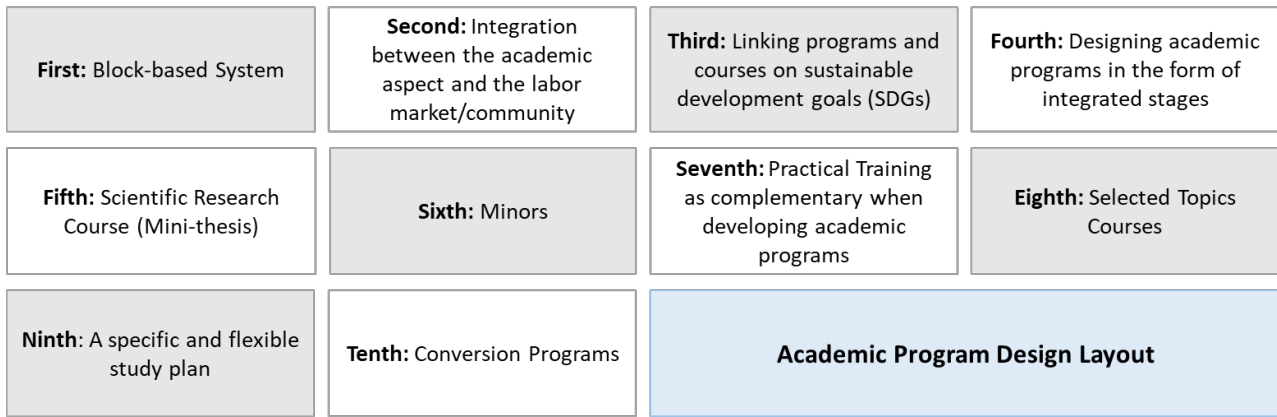 First: Block-based System
Second: Integration
between the academic
aspect and the labor
market/community
Third: Linking programs and
courses on sustainable
development goals (SDGs)
Fourth: Designing academic
programs in the form of
integrated stages
Fifth: Scientific Research
Course (Mini-thesis)
Sixth: Minors
Seventh: Practical Training
as complementary when
developing academic
programs
Eighth: Selected Topics
Courses
Ninth: A specific and flexible
study plan
Tenth: Conversion Programs
Academic Program Design Layout